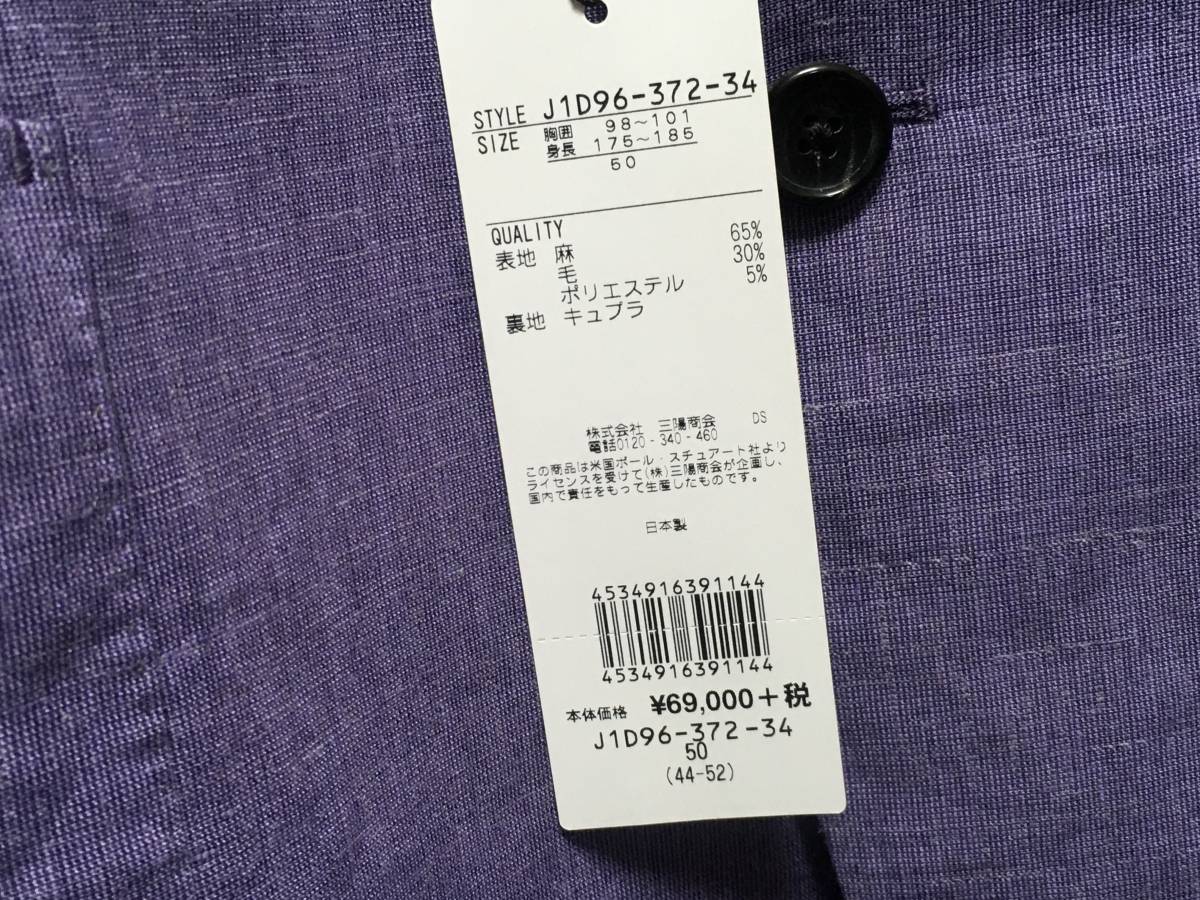 STYLE J1D96-372-34
SIZE 胸囲 98~101
身長 175~185
50
QUALITY
表地 麻 65%
毛 30%
ポリエステル 5%
裏地 キュプラ
株式会社 三陽商会 DS
電話0120-340-460
この商品は米国ポール・スチュアート社より
ライセンスを受けて(株)三陽商会が企画し、
国内で責任をもって生産したものです。
日本製
4534916391144
4534916391144
本体価格 ¥69,000+税
J1D96-372-34
50
(44-52)